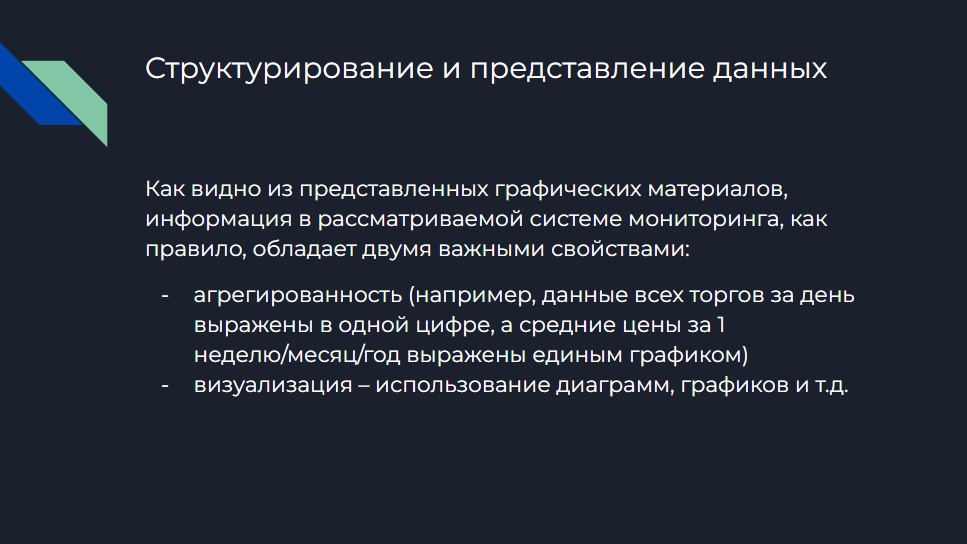 Структурирование и представление данных
Как видно из представленных графических материалов,
информация в рассматриваемой системе мониторинга, как
правило, обладает двумя важными свойствами:
- агрегированность (например, данные всех торгов за день
выражены в одной цифре, а средние цены за 1
неделю/месяц/год выражены единым графиком)
- визуализация – использование диаграмм, графиков и т.д.